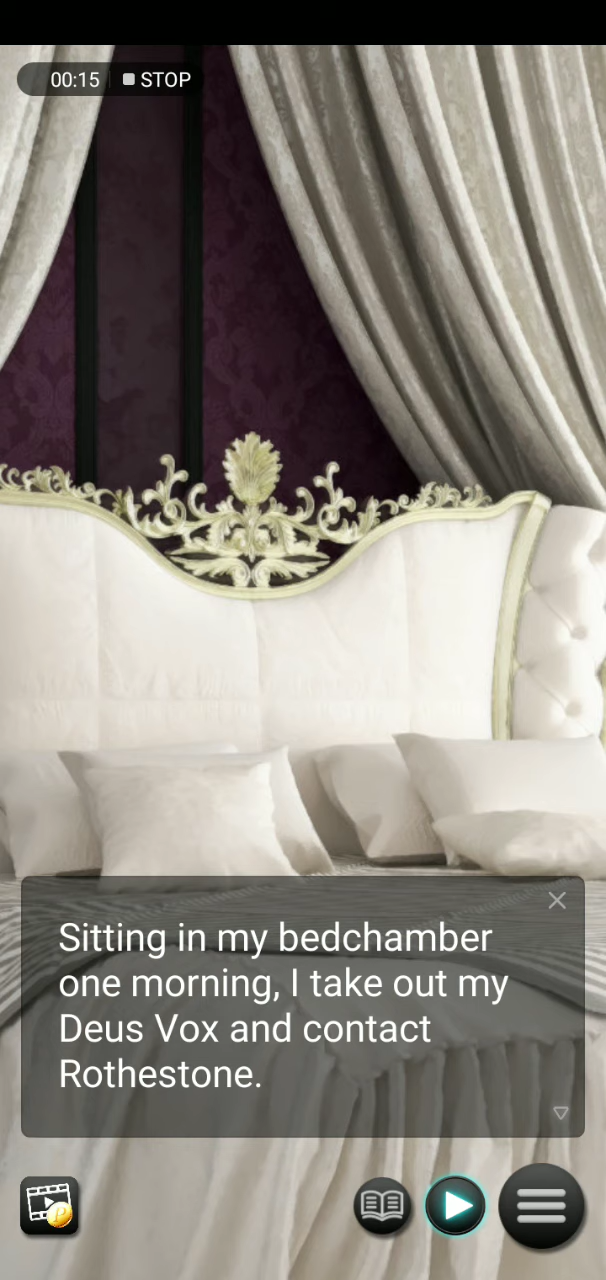 00:15 STOP
Sitting in my bedchamber
one morning, I take out my
Deus Vox and contact
Rothestone.
P